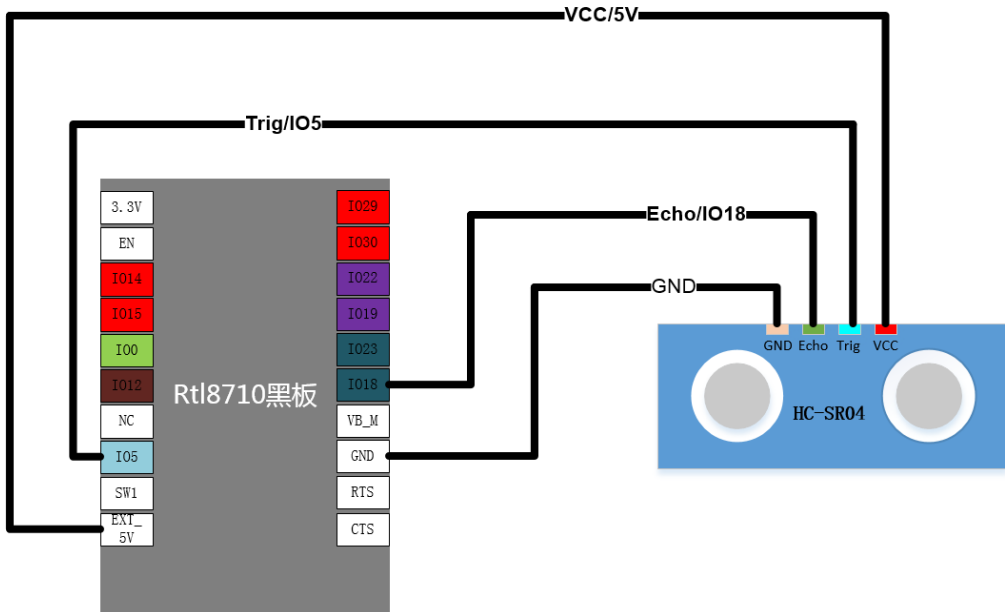 VCC/5V
Trig/IO5
Echo/IO18
GND
3.3V
EN
IO14
IO15
IO0
IO12
NC
IO5
SW1
EXT_
5V
Rtl8710黑板
IO29
IO30
IO22
IO19
IO23
IO18
VB_M
GND
RTS
CTS
GND Echo Trig VCC
HC-SR04